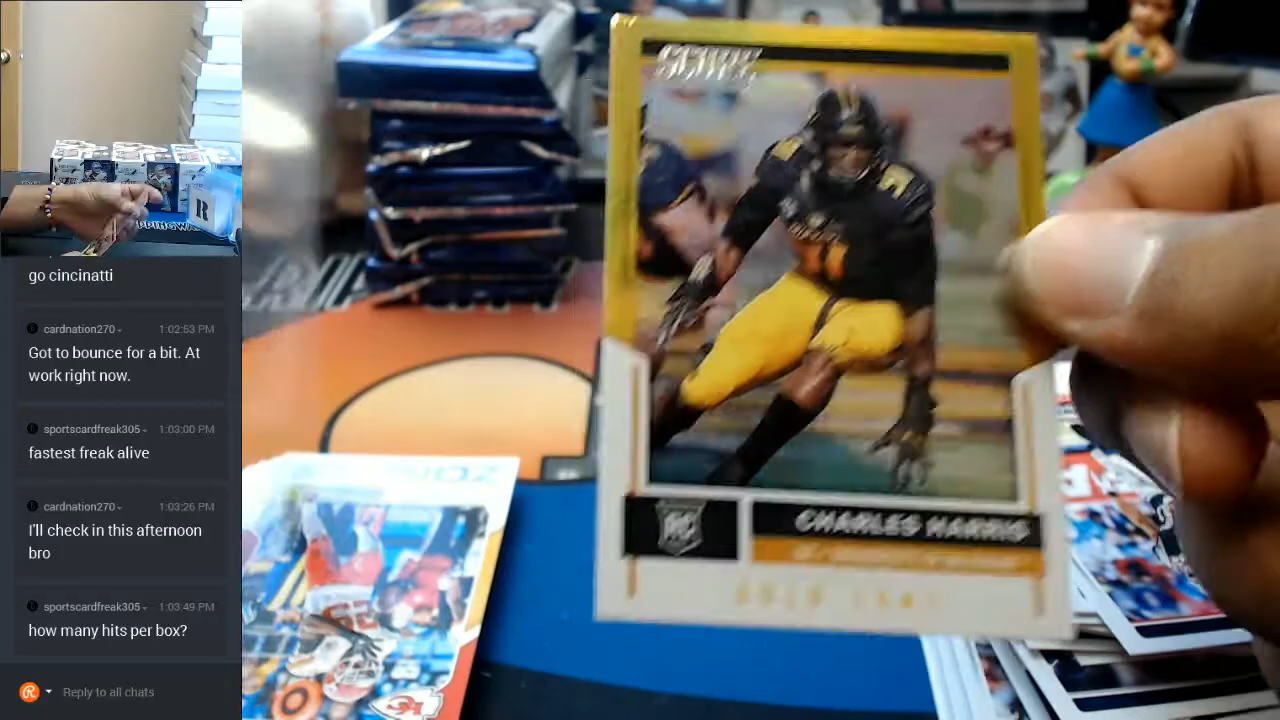 go cincinatti
cardnation270
1:02:53 PM
Got to bounce for a bit. At
work right now.
sportscardfreak305
1:03:00 PM
fastest freak alive
cardnation270
1:03:26 PM
I'll check in this afternoon
bro
sportscardfreak305
1:03:49 PM
how many hits per box?
Reply to all chats
R
SCORE
RC
CHARLES HARRIS